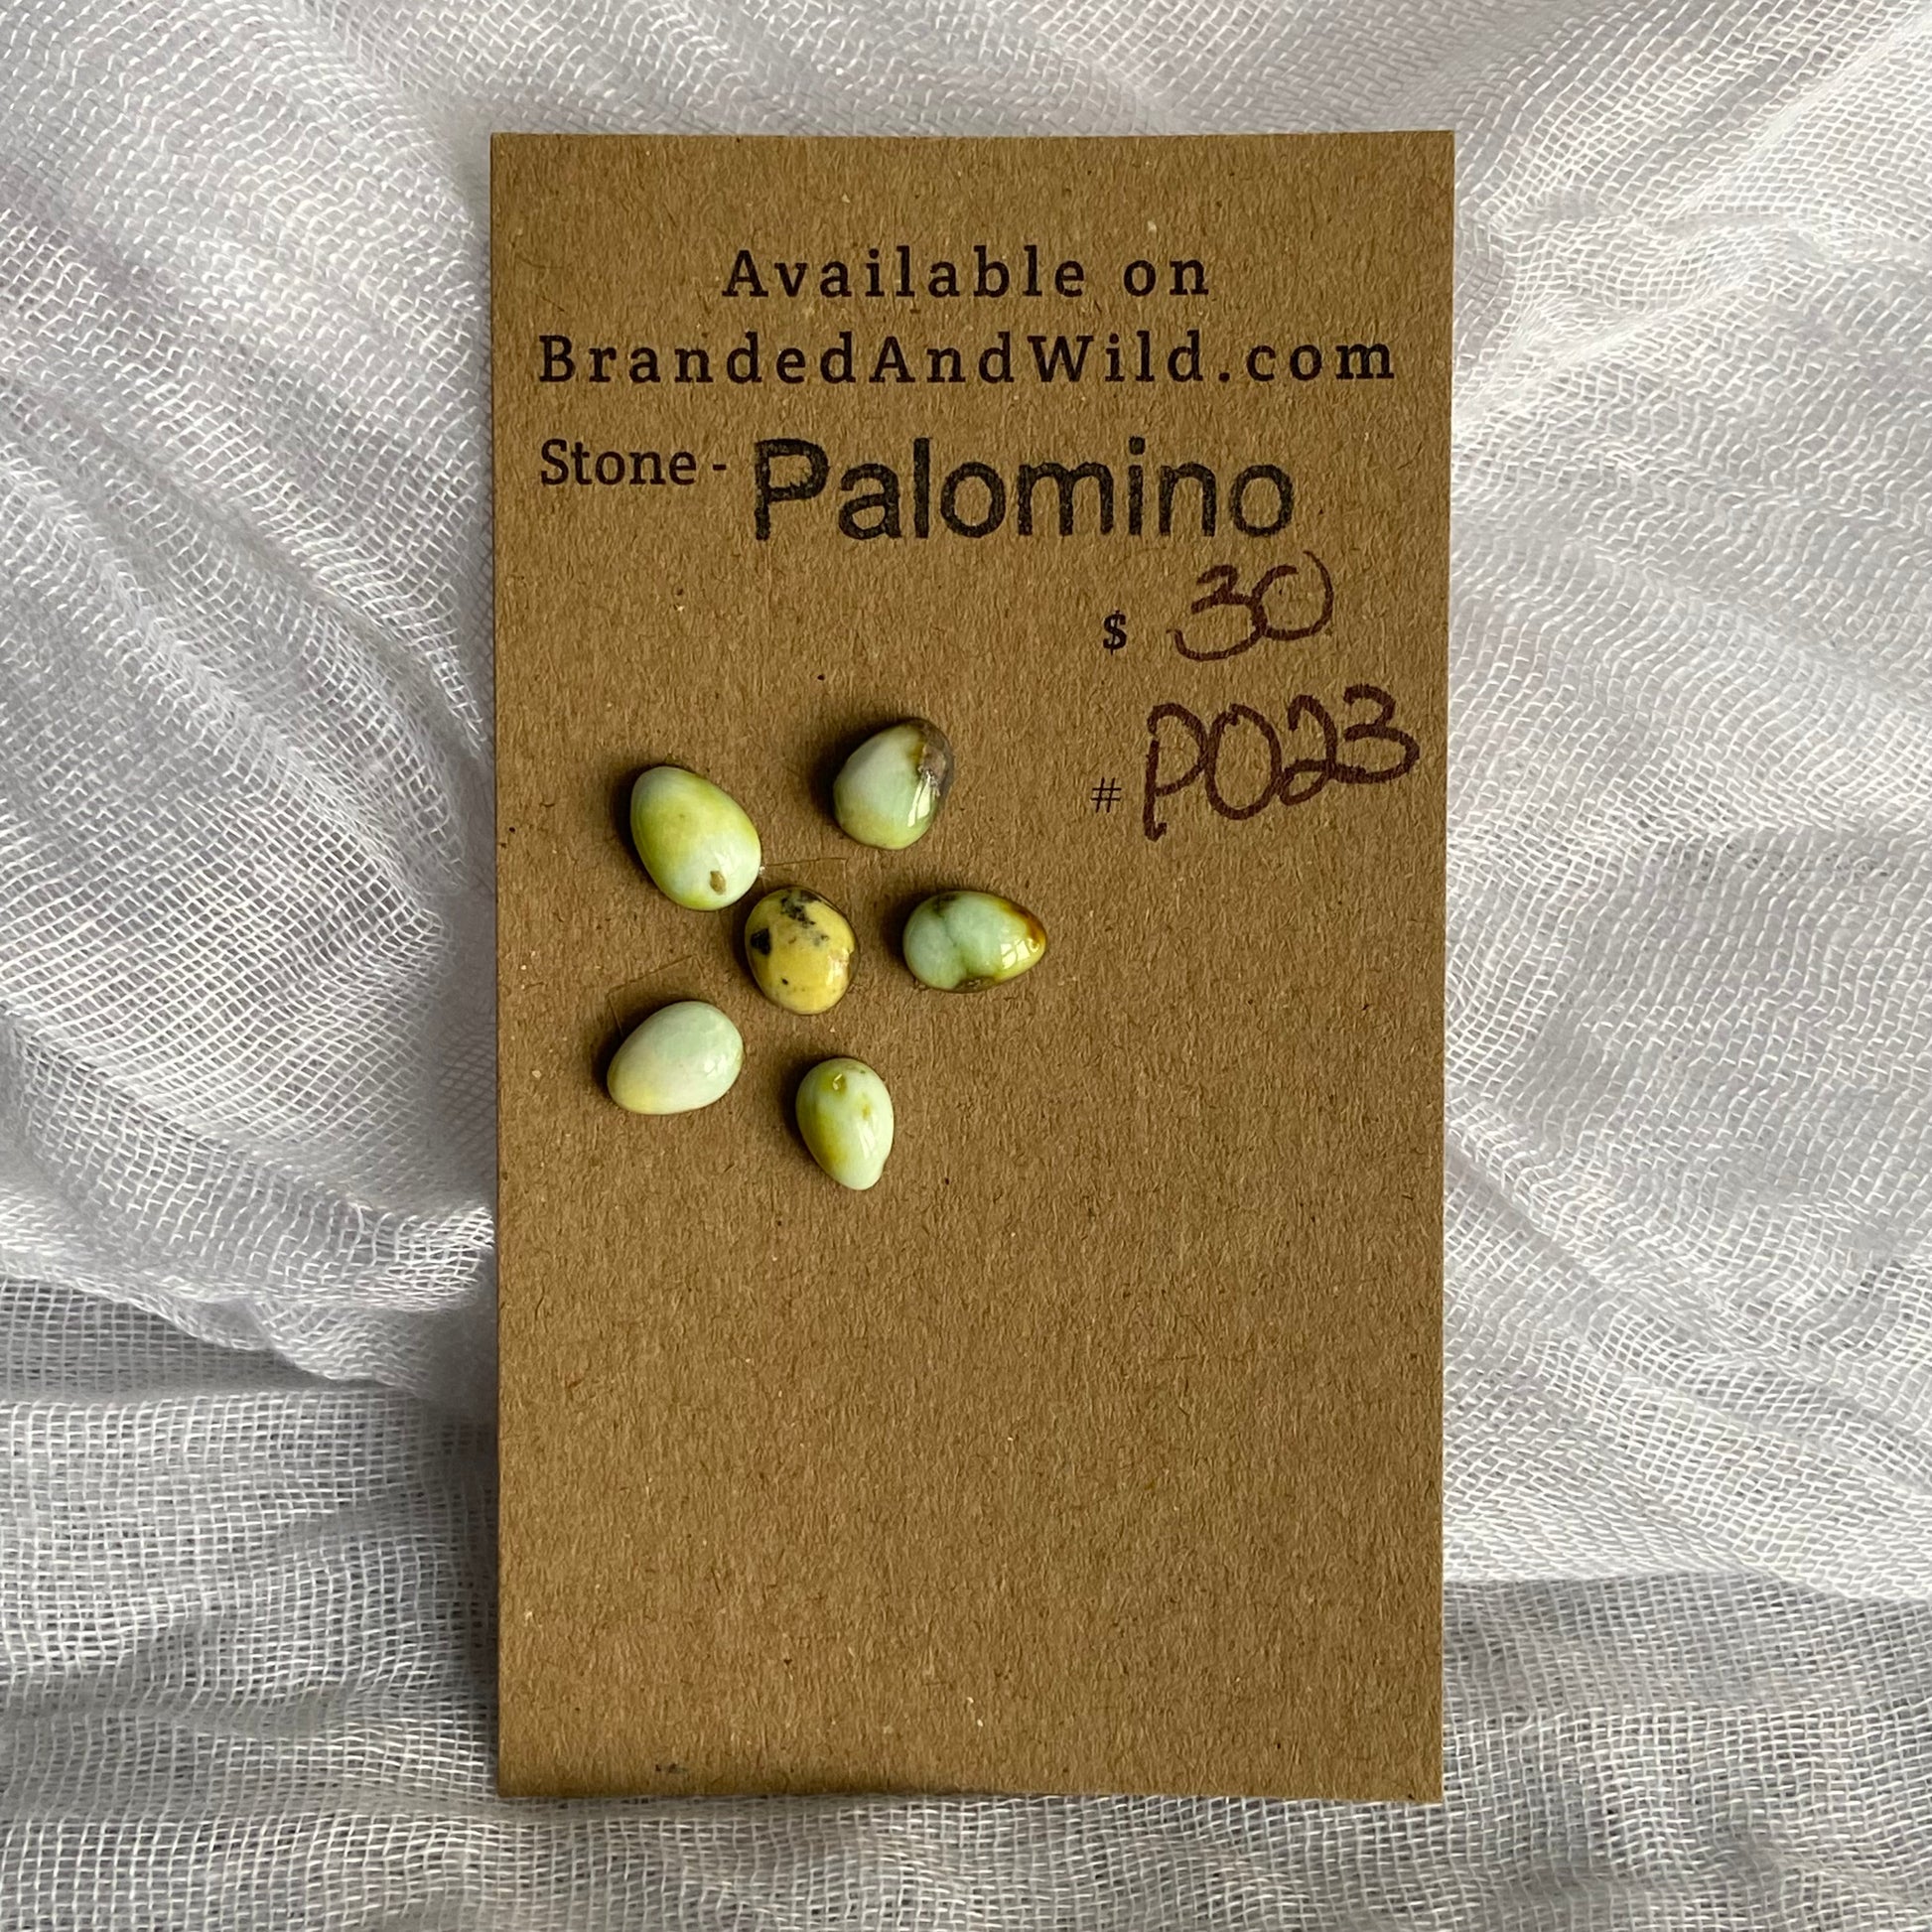 Available on
BrandedAndWild.com
Stone - Palomino
$ 30
# P023